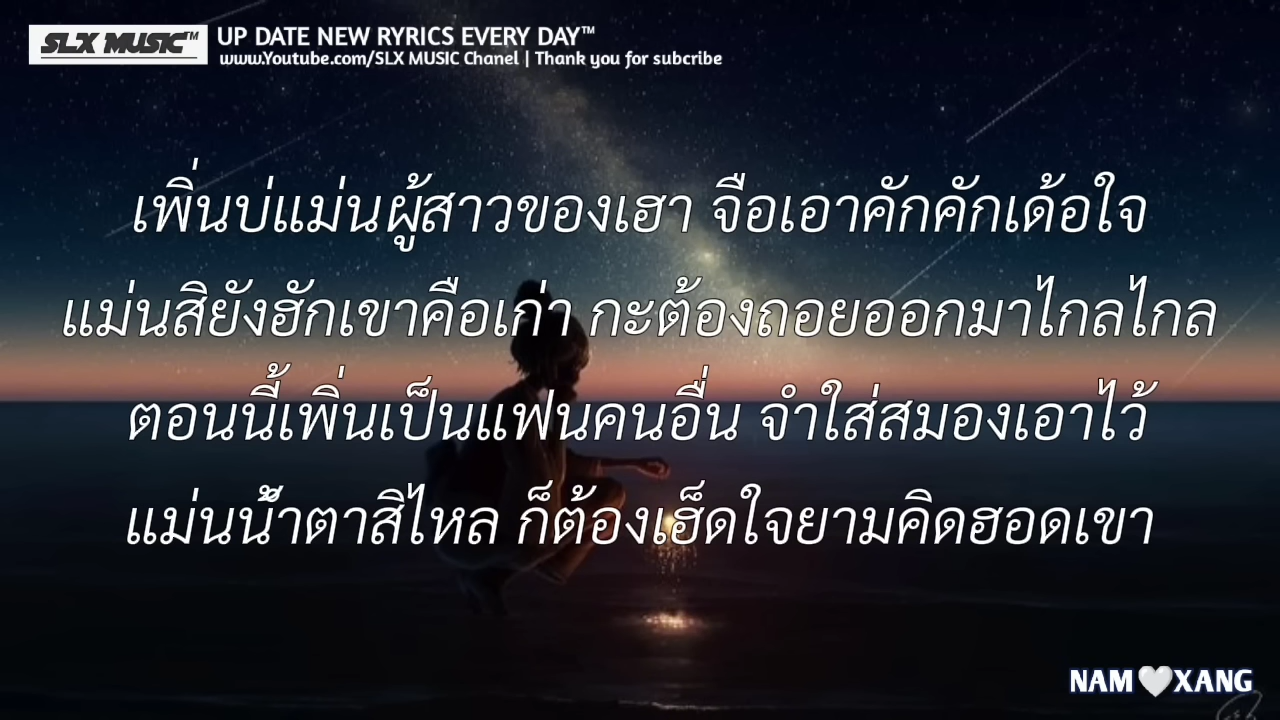 SLX MUSIC™
UP DATE NEW RYRICS EVERY DAY™
www.Youtube.com/SLX MUSIC Chanel | Thank you for subcribe
เพิ่นบ่แม่นผู้สาวของเฮา จือเอาคักคักเด้อใจ
แม่นสิยังฮักเขาคือเก่า กะต้องถอยออกมาไกลไกล
ตอนนี้เพิ่นเป็นแฟนคนอื่น จำใส่สมองเอาไว้
แม่นน้ำตาสิไหล ก็ต้องเฮ็ดใจยามคิดฮอดเขา
NAM🤍XANG